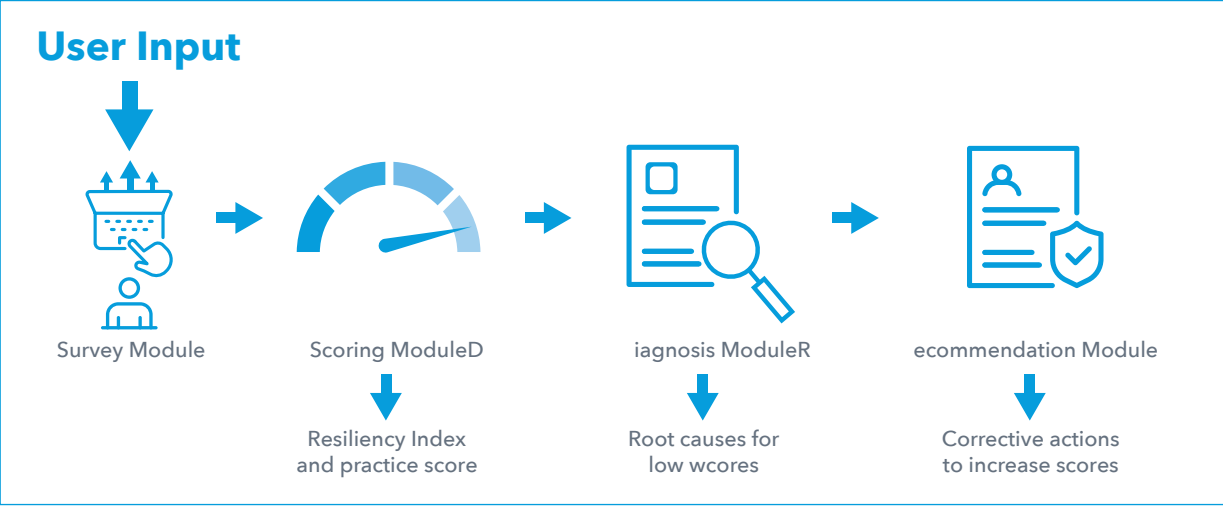 User Input
Survey Module
Scoring ModuleD
iagnosis ModuleR
ecommendation Module
Resiliency Index
and practice score
Root causes for
low wcores
Corrective actions
to increase scores